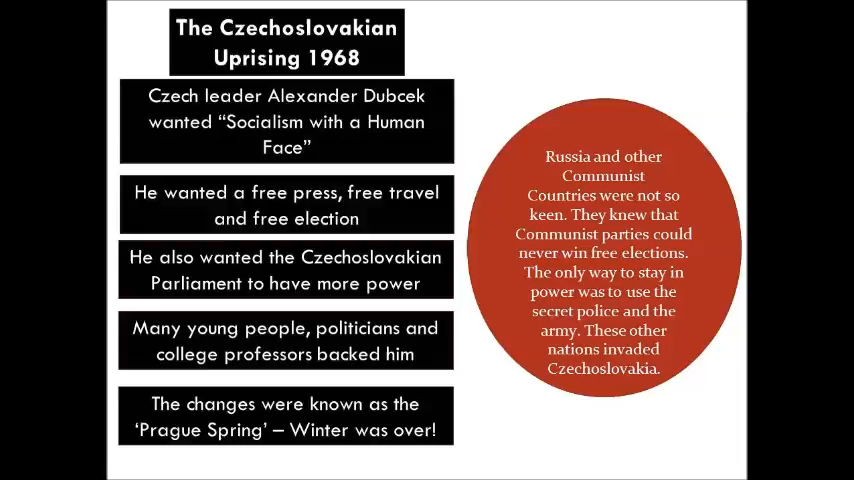 The Czechoslovakian
Uprising 1968
Czech leader Alexander Dubcek
wanted “Socialism with a Human
Face”
He wanted a free press, free travel
and free election
He also wanted the Czechoslovakian
Parliament to have more power
Many young people, politicians and
college professors backed him
The changes were known as the
‘Prague Spring’ – Winter was over!
Russia and other
Communist
Countries were not so
keen. They knew that
Communist parties could
never win free elections.
The only way to stay in
power was to use the
secret police and the
army. These other
nations invaded
Czechoslovakia.